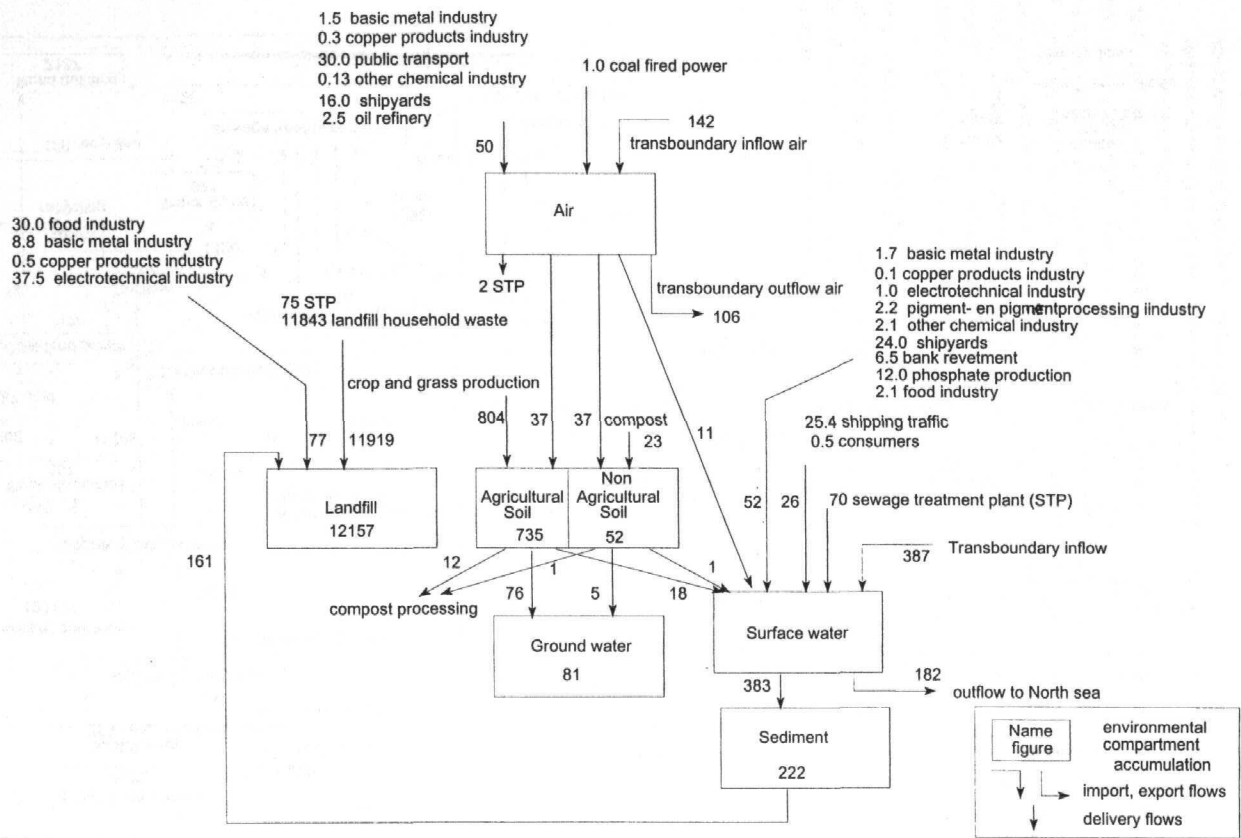 1.5 basic metal industry
0.3 copper products industry
30.0 public transport
0.13 other chemical industry
16.0 shipyards
2.5 oil refinery
1.0 coal fired power
142
transboundary inflow air
50
Air
30.0 food industry
8.8 basic metal industry
0.5 copper products industry
37.5 electrotechnical industry
2 STP
transboundary outflow air
106
1.7 basic metal industry
0.1 copper products industry
1.0 electrotechnical industry
2.2 pigment- en pigmentprocessing iindustry
2.1 other chemical industry
24.0 shipyards
6.5 bank revetment
12.0 phosphate production
2.1 food industry
75 STP
11843 landfill household waste
crop and grass production
804
37
37
compost
23
11
25.4 shipping traffic
0.5 consumers
77
11919
52
26
70 sewage treatment plant (STP)
Landfill
12157
Agricultural
Soil
735
Non
Agricultural
Soil
52
Transboundary inflow
387
161
12
1
76
5
18
1
compost processing
Ground water
81
Surface water
383
182
outflow to North sea
Sediment
222
Name
figure
environmental
compartment
accumulation
import, export flows
delivery flows